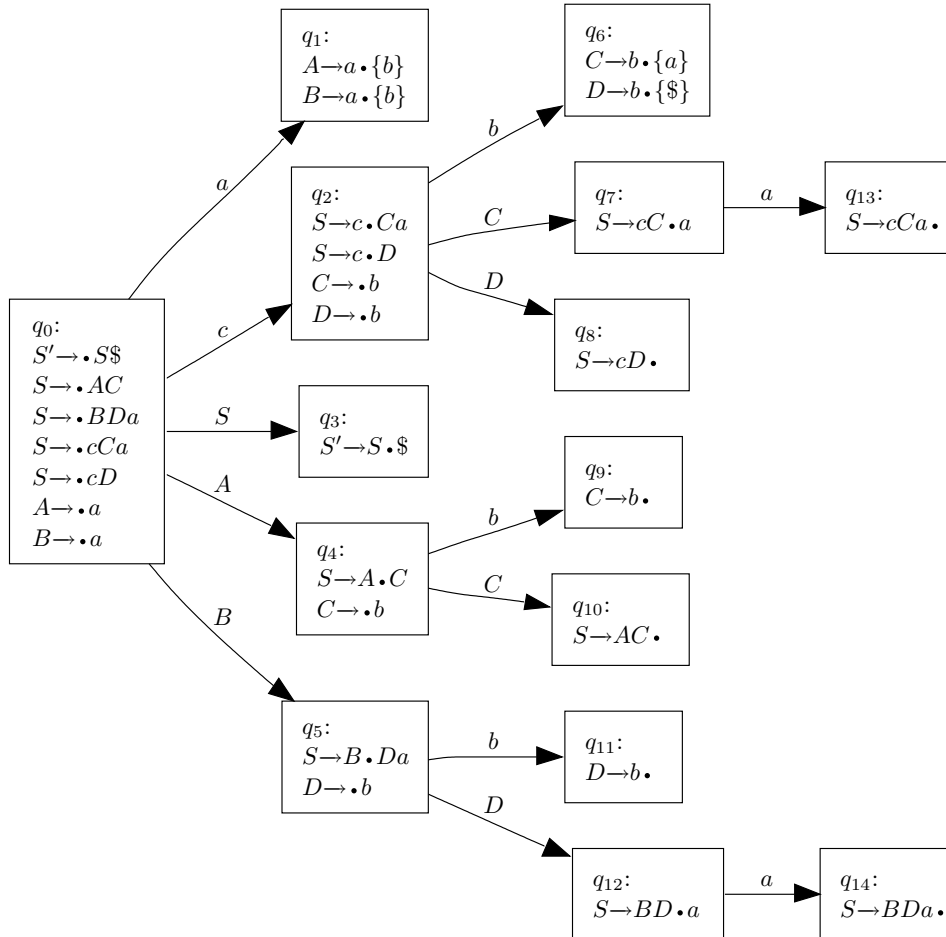 q₁:
A→a•{b}
B→a•{b}
q₆:
C→b•{a}
D→b•{$}
a
b
q₂:
S→c•Ca
S→c•D
C→•b
D→•b
C
q₇:
S→cC•a
a
q₁₃:
S→cCa•
D
q₈:
S→cD•
q₀:
S′→•S$
S→•AC
S→•BDa
S→•cCa
S→•cD
A→•a
B→•a
c
S
q₃:
S′→S•$
A
q₄:
S→A•C
C→•b
b
q₉:
C→b•
C
q₁₀:
S→AC•
B
q₅:
S→B•Da
D→•b
b
q₁₁:
D→b•
D
q₁₂:
S→BD•a
a
q₁₄:
S→BDa•